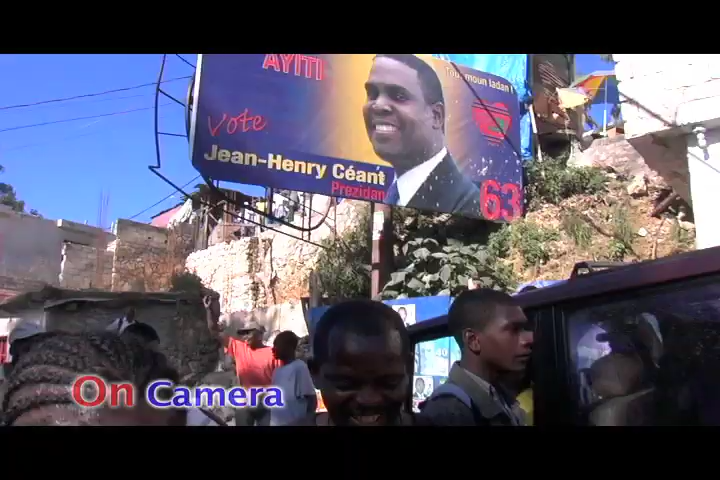 AYITI
Tout moun ladan!
Vote
Jean-Henry Céant
Prezidan
63
On Camera